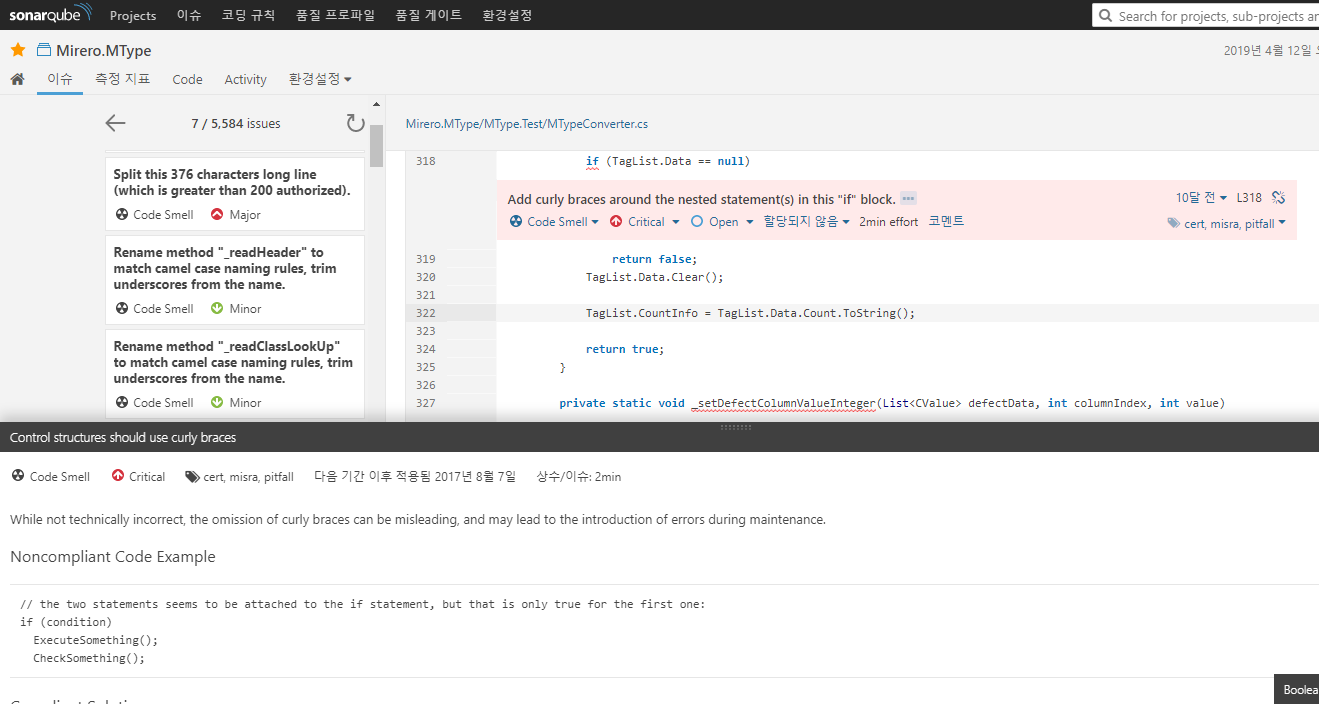 sonarqube Projects 이슈 코딩 규칙 품질 프로파일 품질 게이트 환경설정 Search for projects, sub-projects
Mirero.MType 2019년 4월 12일
이슈 측정 지표 Code Activity 환경설정
7 / 5,584 issues
Mirero.MType/MType.Test/MTypeConverter.cs
Split this 376 characters long line
(which is greater than 200 authorized).
Code Smell Major
Rename method "_readHeader" to
match camel case naming rules, trim
underscores from the name.
Code Smell Minor
Rename method "_readClassLookUp"
to match camel case naming rules, trim
underscores from the name.
Code Smell Minor
318 if (TagList.Data == null)
Add curly braces around the nested statement(s) in this "if" block. 10달 전 L318
Code Smell Critical Open 할당되지 않음 2min effort 코멘트 cert, misra, pitfall
319 return false;
320 TagList.Data.Clear();
321
322 TagList.CountInfo = TagList.Data.Count.ToString();
323
324 return true;
325 }
326
327 private static void _setDefectColumnValueInteger(List<CValue> defectData, int columnIndex, int value)
Control structures should use curly braces
Code Smell Critical cert, misra, pitfall 다음 기간 이후 적용됨 2017년 8월 7일 상수/이슈: 2min
While not technically incorrect, the omission of curly braces can be misleading, and may lead to the introduction of errors during maintenance.
Noncompliant Code Example
// the two statements seems to be attached to the if statement, but that is only true for the first one:
if (condition)
ExecuteSomething();
CheckSomething();